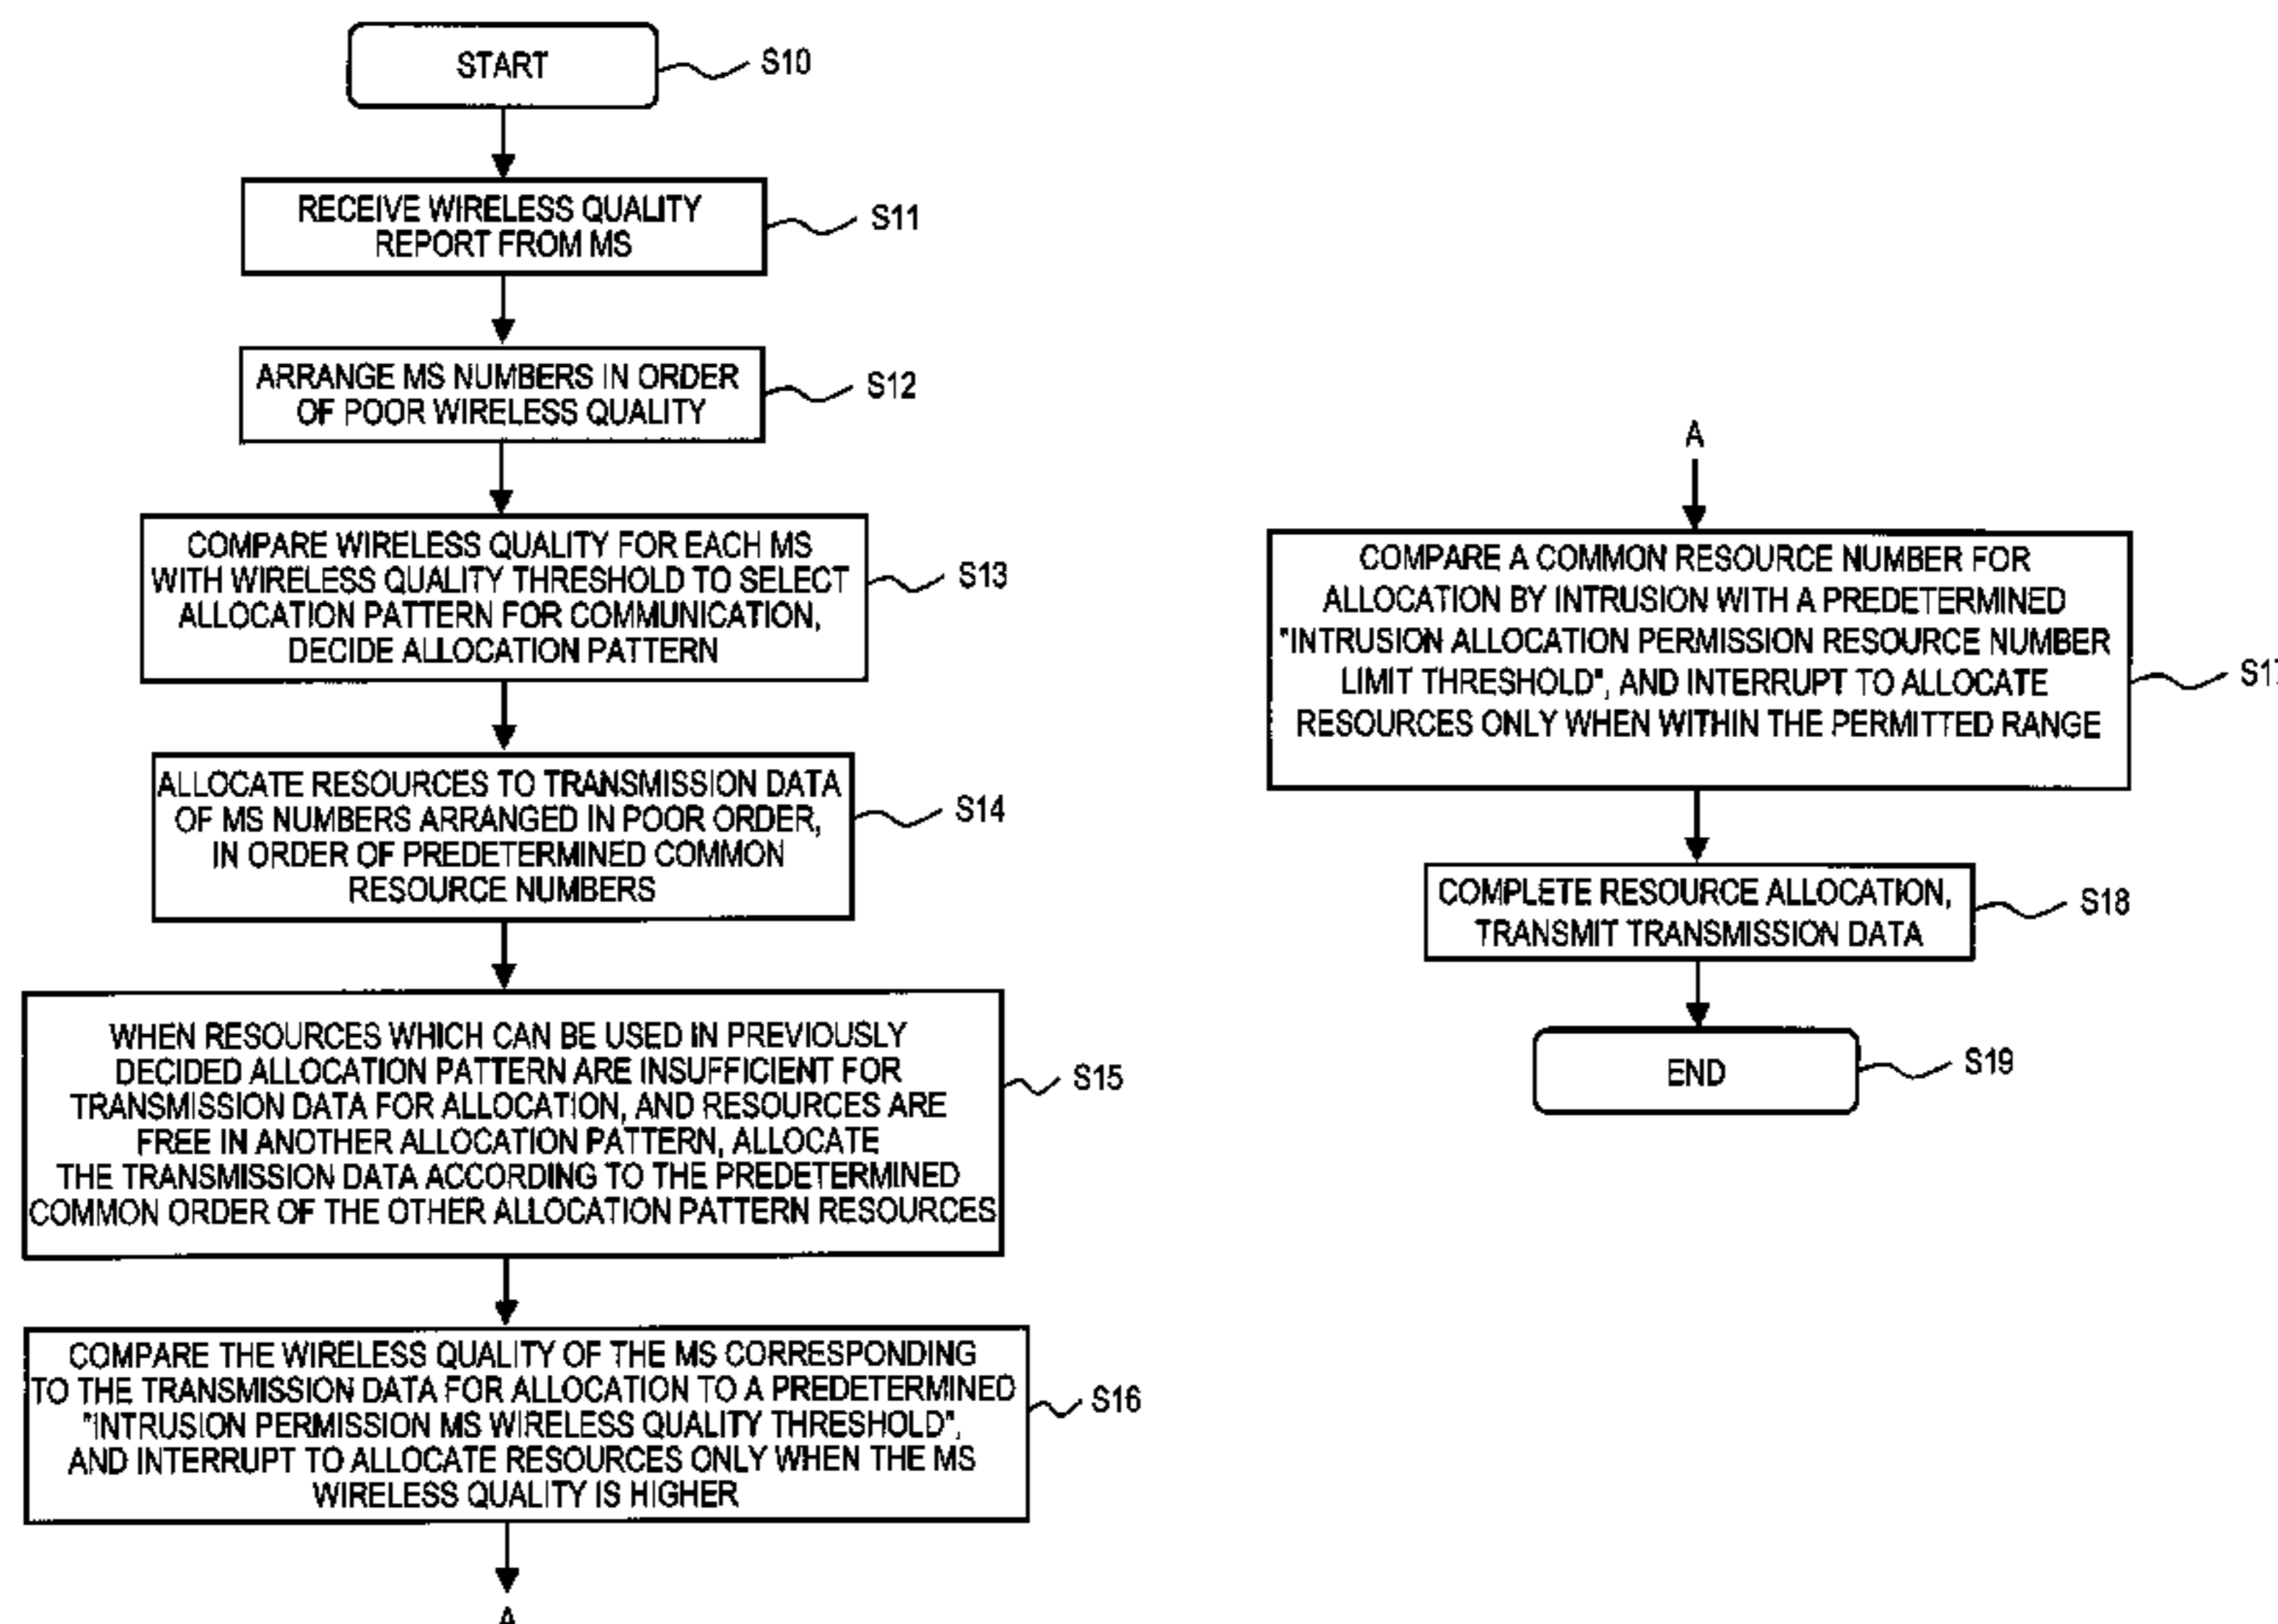 START
S10
RECEIVE WIRELESS QUALITY
REPORT FROM MS
S11
ARRANGE MS NUMBERS IN ORDER
OF POOR WIRELESS QUALITY
S12
COMPARE WIRELESS QUALITY FOR EACH MS
WITH WIRELESS QUALITY THRESHOLD TO SELECT
ALLOCATION PATTERN FOR COMMUNICATION,
DECIDE ALLOCATION PATTERN
S13
ALLOCATE RESOURCES TO TRANSMISSION DATA
OF MS NUMBERS ARRANGED IN POOR ORDER,
IN ORDER OF PREDETERMINED COMMON
RESOURCE NUMBERS
S14
WHEN RESOURCES WHICH CAN BE USED IN PREVIOUSLY
DECIDED ALLOCATION PATTERN ARE INSUFFICIENT FOR
TRANSMISSION DATA FOR ALLOCATION, AND RESOURCES ARE
FREE IN ANOTHER ALLOCATION PATTERN, ALLOCATE
THE TRANSMISSION DATA ACCORDING TO THE PREDETERMINED
COMMON ORDER OF THE OTHER ALLOCATION PATTERN RESOURCES
S15
COMPARE THE WIRELESS QUALITY OF THE MS CORRESPONDING
TO THE TRANSMISSION DATA FOR ALLOCATION TO A PREDETERMINED
"INTRUSION PERMISSION MS WIRELESS QUALITY THRESHOLD",
AND INTERRUPT TO ALLOCATE RESOURCES ONLY WHEN THE MS
WIRELESS QUALITY IS HIGHER
S16
A
A
COMPARE A COMMON RESOURCE NUMBER FOR
ALLOCATION BY INTRUSION WITH A PREDETERMINED
"INTRUSION ALLOCATION PERMISSION RESOURCE NUMBER
LIMIT THRESHOLD", AND INTERRUPT TO ALLOCATE
RESOURCES ONLY WHEN WITHIN THE PERMITTED RANGE
S17
COMPLETE RESOURCE ALLOCATION,
TRANSMIT TRANSMISSION DATA
S18
END
S19